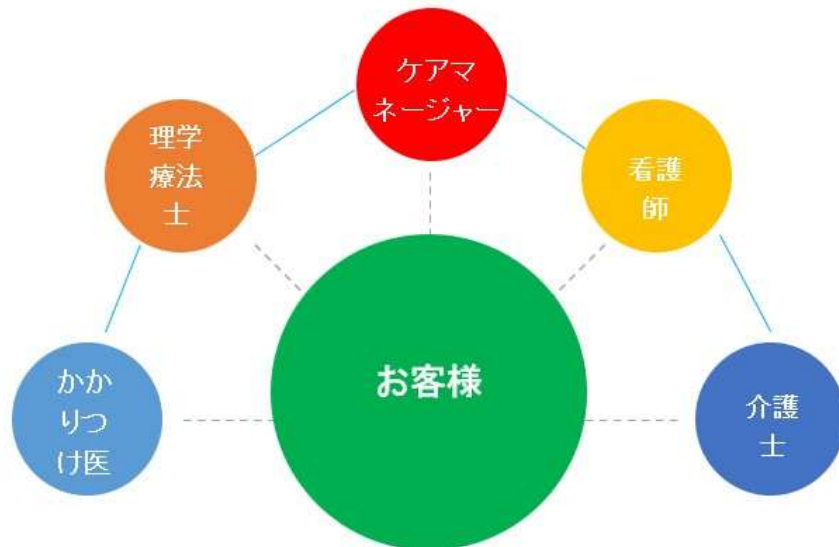 ケアマ
ネージャー
理学
療法
士
看護
師
お客様
かか
りつ
け医
介護
士